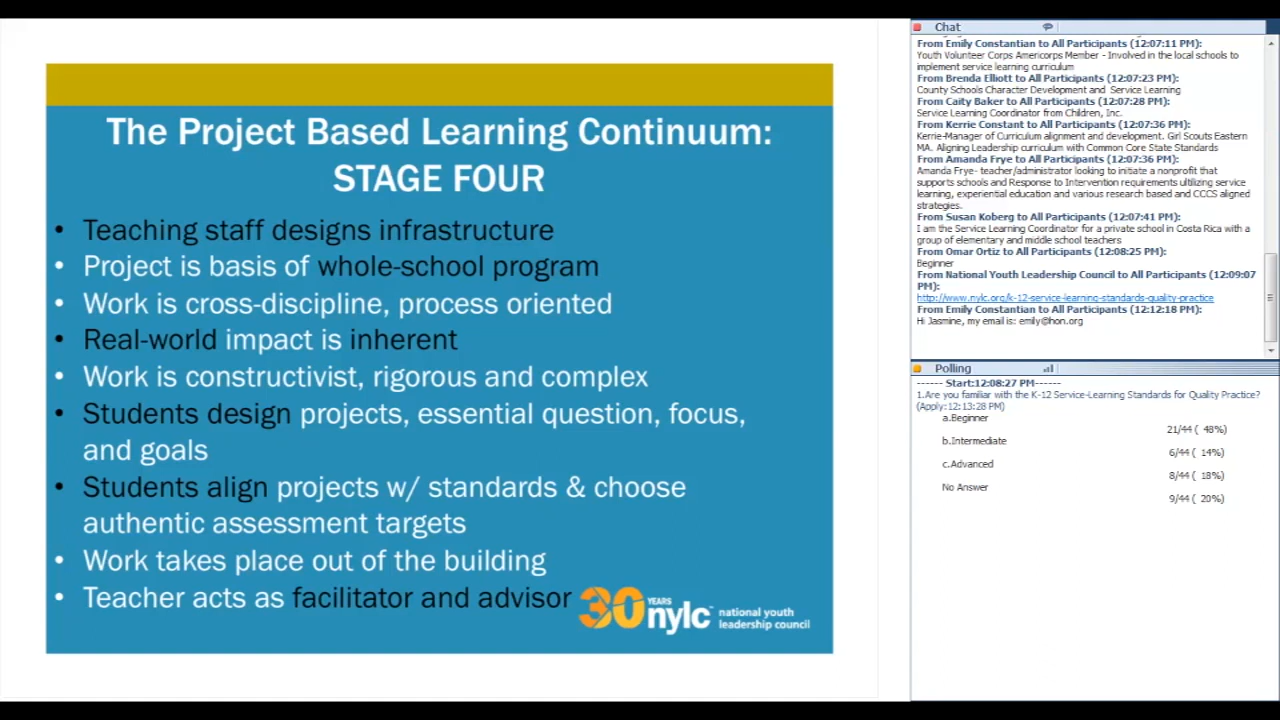 The Project Based Learning Continuum:
STAGE FOUR
• Teaching staff designs infrastructure
• Project is basis of whole-school program
• Work is cross-discipline, process oriented
• Real-world impact is inherent
• Work is constructivist, rigorous and complex
• Students design projects, essential question, focus,
and goals
• Students align projects w/ standards & choose
authentic assessment targets
• Work takes place out of the building
• Teacher acts as facilitator and advisor
30 YEARS nylc™ national youth
leadership council
Chat
From Emily Constantian to All Participants (12:07:11 PM):
Youth Volunteer Corps Americorps Member - Involved in the local schools to
implement service learning curriculum
From Brenda Elliott to All Participants (12:07:23 PM):
County Schools Character Development and Service Learning
From Caity Baker to All Participants (12:07:28 PM):
Service Learning Coordinator from Children, Inc.
From Kerrie Constant to All Participants (12:07:36 PM):
Kerrie-Manager of Curriculum alignment and development. Girl Scouts Eastern
MA. Aligning Leadership curriculum with Common Core State Standards
From Amanda Frye to All Participants (12:07:36 PM):
Amanda Frye- teacher/administrator looking to initiate a nonprofit that
supports schools and Response to Intervention requirements ultilizing service
learning, experiential education and various research based and CCCS aligned
strategies.
From Susan Koberg to All Participants (12:07:41 PM):
I am the Service Learning Coordinator for a private school in Costa Rica with a
group of elementary and middle school teachers
From Omar Ortiz to All Participants (12:08:25 PM):
Beginner
From National Youth Leadership Council to All Participants (12:09:07
PM):
http://www.nylc.org/k-12-service-learning-standards-quality-practice
From Emily Constantian to All Participants (12:12:18 PM):
Hi Jasmine, my email is: emily@hon.org
Polling
------ Start:12:08:27 PM------
1.Are you familiar with the K-12 Service-Learning Standards for Quality Practice?
(Apply:12:13:28 PM)
a.Beginner
21/44 ( 48%)
b.Intermediate
6/44 ( 14%)
c.Advanced
8/44 ( 18%)
No Answer
9/44 ( 20%)